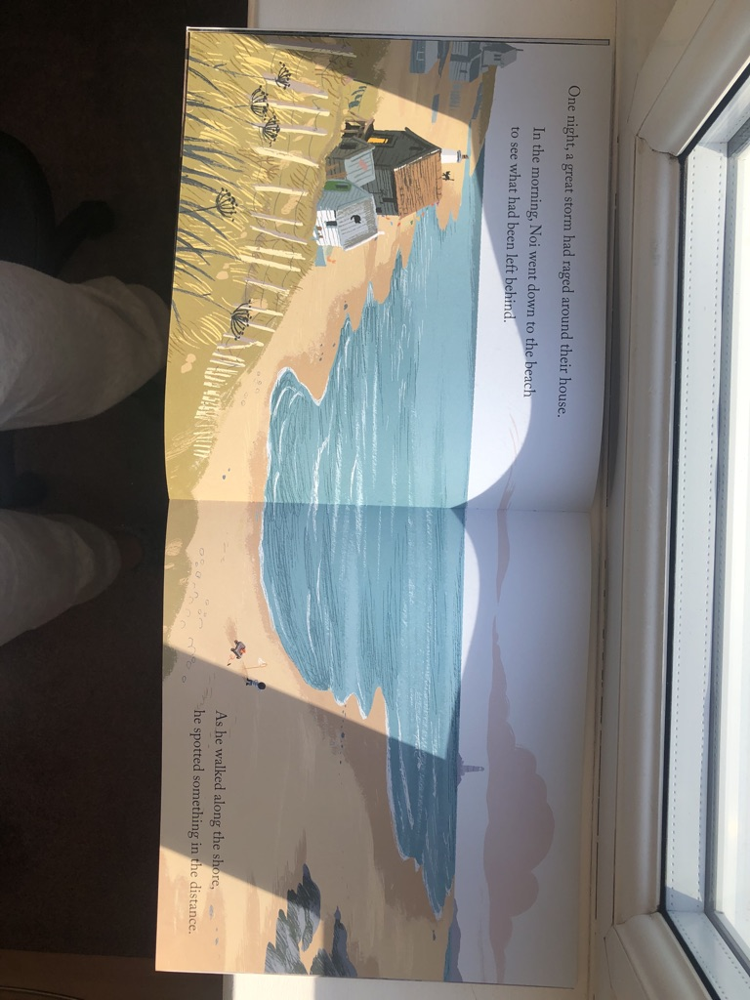 One night, a great storm had raged around their house.
In the morning, Noi went down to the beach
to see what had been left behind.
As he walked along the shore,
he spotted something in the distance.